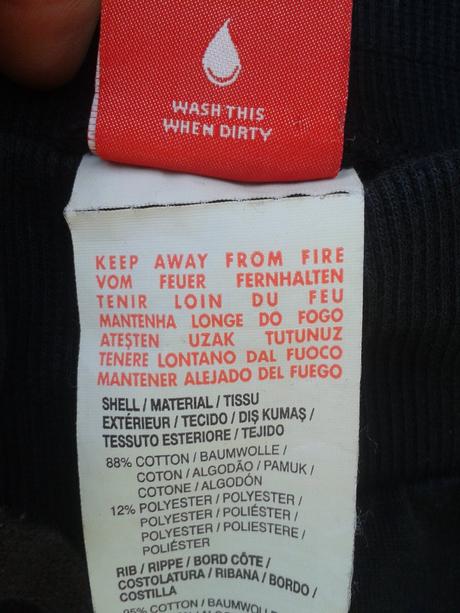 WASH THIS
WHEN DIRTY
KEEP AWAY FROM FIRE
VOM FEUER FERNHALTEN
TENIR LOIN DU FEU
MANTENHA LONGE DO FOGO
ATEŞTEN UZAK TUTUNUZ
TENERE LONTANO DAL FUOCO
MANTENER ALEJADO DEL FUEGO
SHELL / MATERIAL / TISSU
EXTÉRIEUR / TECIDO / DIŞ KUMAŞ /
TESSUTO ESTERIORE / TEJIDO
88% COTTON / BAUMWOLLE /
COTON / ALGODÃO / PAMUK /
COTONE / ALGODÓN
12% POLYESTER / POLYESTER /
POLYESTER / POLIÉSTER /
POLYESTER / POLIESTERE /
POLIÉSTER
RIB / RIPPE / BORD CÔTE /
COSTOLATURA / RIBANA / BORDO /
COSTILLA
95% COTTON / BAUMWOLLE /